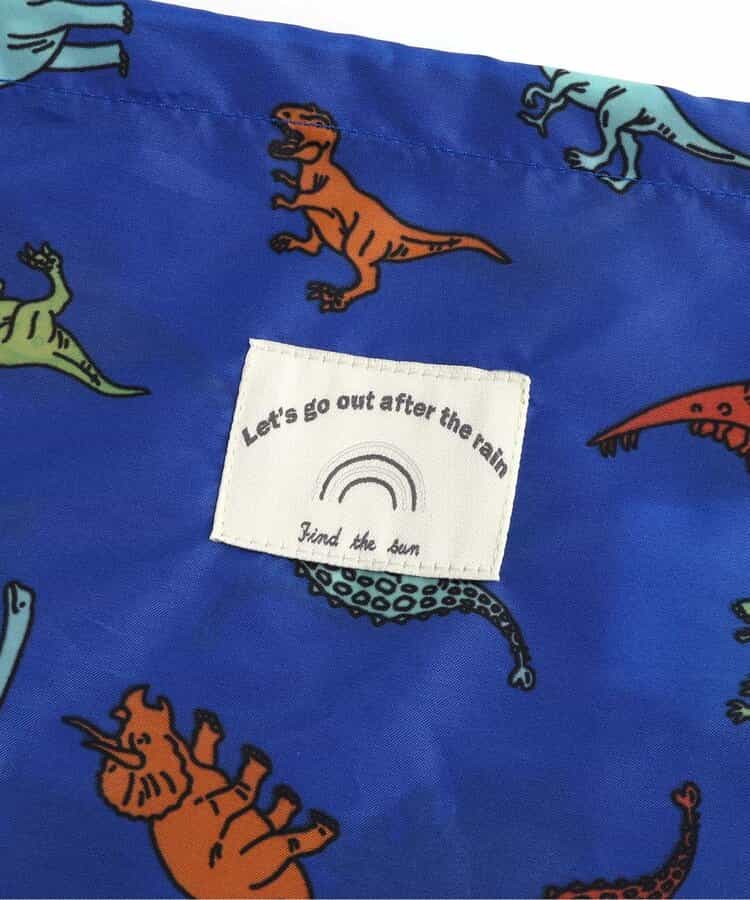 Let's go out after the rain
Find the sun